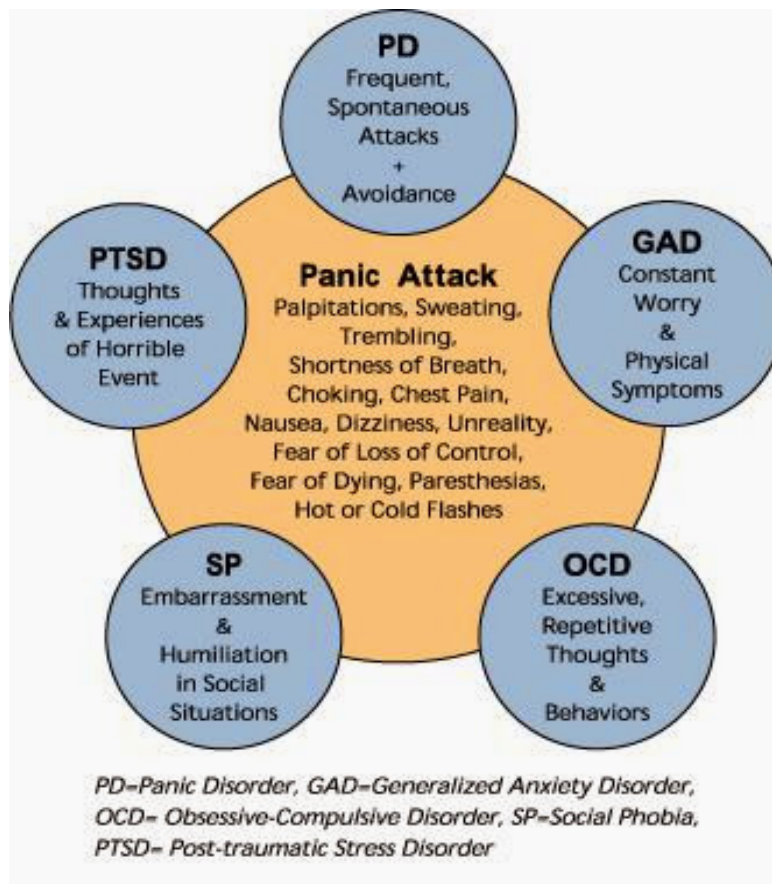 PD
Frequent,
Spontaneous
Attacks
+
Avoidance
PTSD
Thoughts
& Experiences
of Horrible
Event
Panic Attack
Palpitations, Sweating,
Trembling,
Shortness of Breath,
Choking, Chest Pain,
Nausea, Dizziness, Unreality,
Fear of Loss of Control,
Fear of Dying, Paresthesias,
Hot or Cold Flashes
GAD
Constant
Worry
&
Physical
Symptoms
SP
Embarrassment
&
Humiliation
in Social
Situations
OCD
Excessive,
Repetitive
Thoughts
&
Behaviors
PD=Panic Disorder, GAD=Generalized Anxiety Disorder,
OCD= Obsessive-Compulsive Disorder, SP=Social Phobia,
PTSD= Post-traumatic Stress Disorder